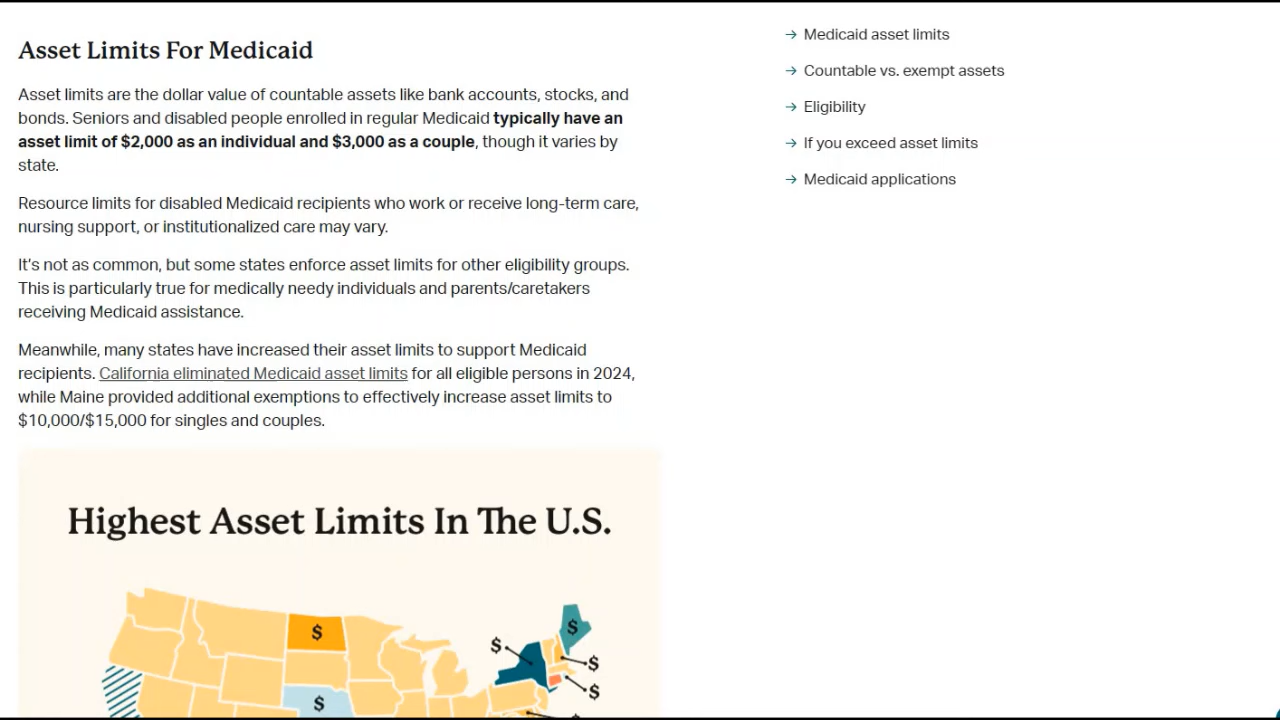 Asset Limits For Medicaid
Asset limits are the dollar value of countable assets like bank accounts, stocks, and
bonds. Seniors and disabled people enrolled in regular Medicaid typically have an
asset limit of $2,000 as an individual and $3,000 as a couple, though it varies by
state.
Resource limits for disabled Medicaid recipients who work or receive long-term care,
nursing support, or institutionalized care may vary.
It's not as common, but some states enforce asset limits for other eligibility groups.
This is particularly true for medically needy individuals and parents/caretakers
receiving Medicaid assistance.
Meanwhile, many states have increased their asset limits to support Medicaid
recipients. California eliminated Medicaid asset limits for all eligible persons in 2024,
while Maine provided additional exemptions to effectively increase asset limits to
$10,000/$15,000 for singles and couples.
Highest Asset Limits In The U.S.
$
$
$
$
$
$
→ Medicaid asset limits
→ Countable vs. exempt assets
→ Eligibility
→ If you exceed asset limits
→ Medicaid applications